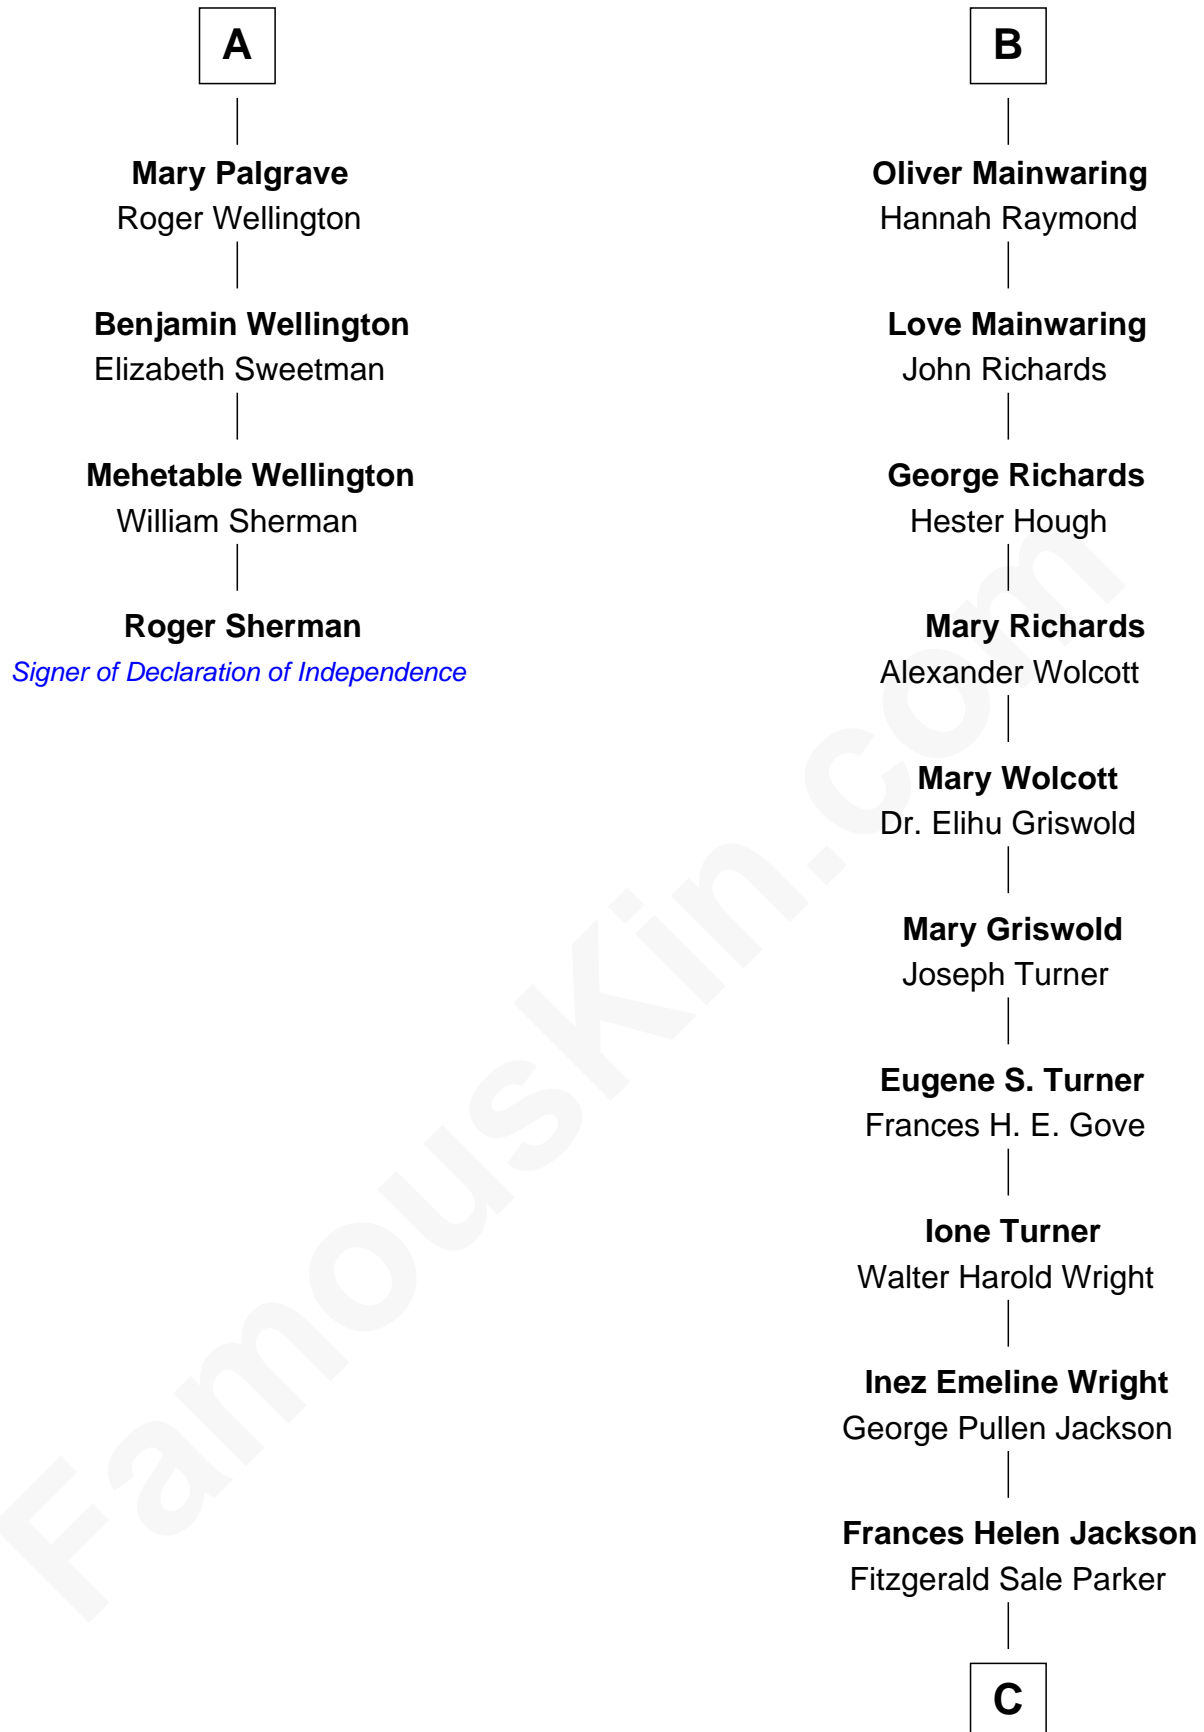 A
Mary Palgrave
Roger Wellington
Benjamin Wellington
Elizabeth Sweetman
Mehetable Wellington
William Sherman
Roger Sherman
Signer of Declaration of Independence
B
Oliver Mainwaring
Hannah Raymond
Love Mainwaring
John Richards
George Richards
Hester Hough
Mary Richards
Alexander Wolcott
Mary Wolcott
Dr. Elihu Griswold
Mary Griswold
Joseph Turner
Eugene S. Turner
Frances H. E. Gove
Ione Turner
Walter Harold Wright
Inez Emeline Wright
George Pullen Jackson
Frances Helen Jackson
Fitzgerald Sale Parker
C
FamousKin.com